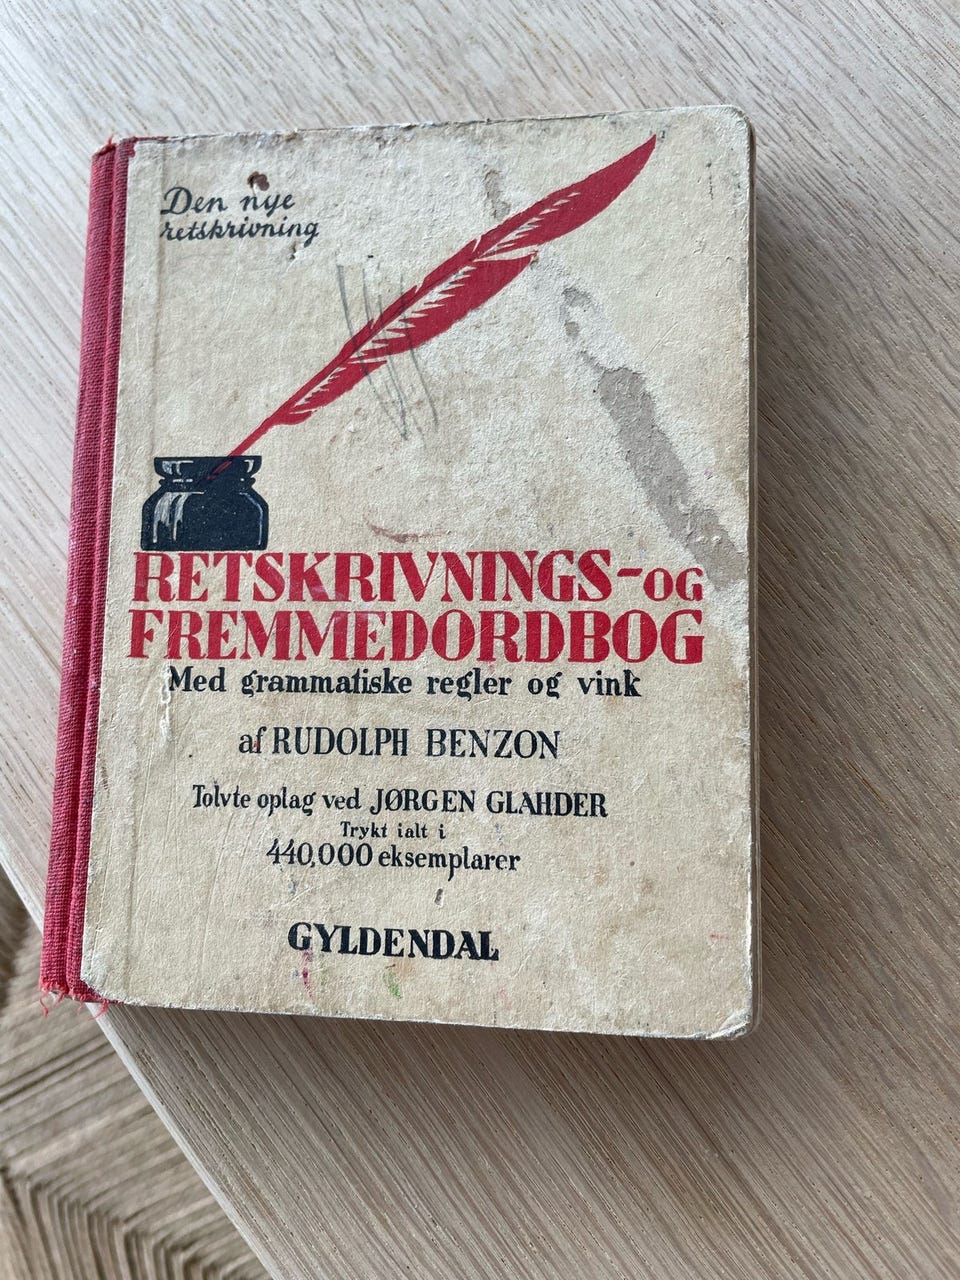 Den nye
retskrivning
RETSKRIVNINGS-OG
FREMMEDORDBOG
Med grammatiske regler og vink
af RUDOLPH BENZON
Tolvte oplag ved JØRGEN GLAHDER
Trykt ialt i
440,000 eksemplarer
GYLDENDAL